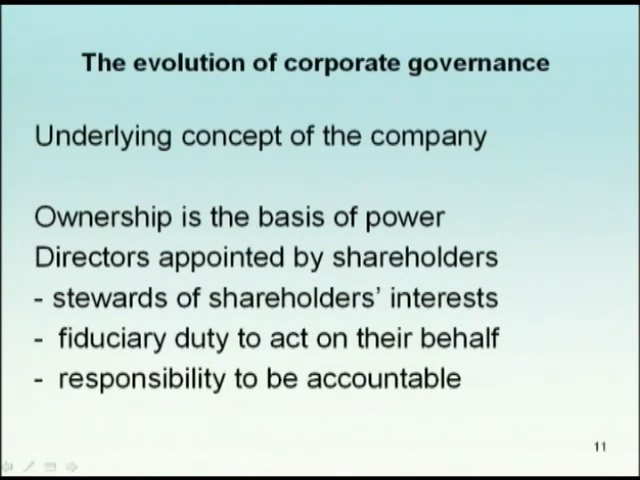 The evolution of corporate governance
Underlying concept of the company
Ownership is the basis of power
Directors appointed by shareholders
- stewards of shareholders' interests
- fiduciary duty to act on their behalf
- responsibility to be accountable
11